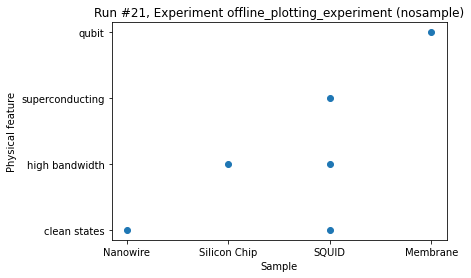 Run #21, Experiment offline_plotting_experiment (nosample)
qubit
superconducting
high bandwidth
clean states
Physical feature
Nanowire Silicon Chip SQUID Membrane
Sample